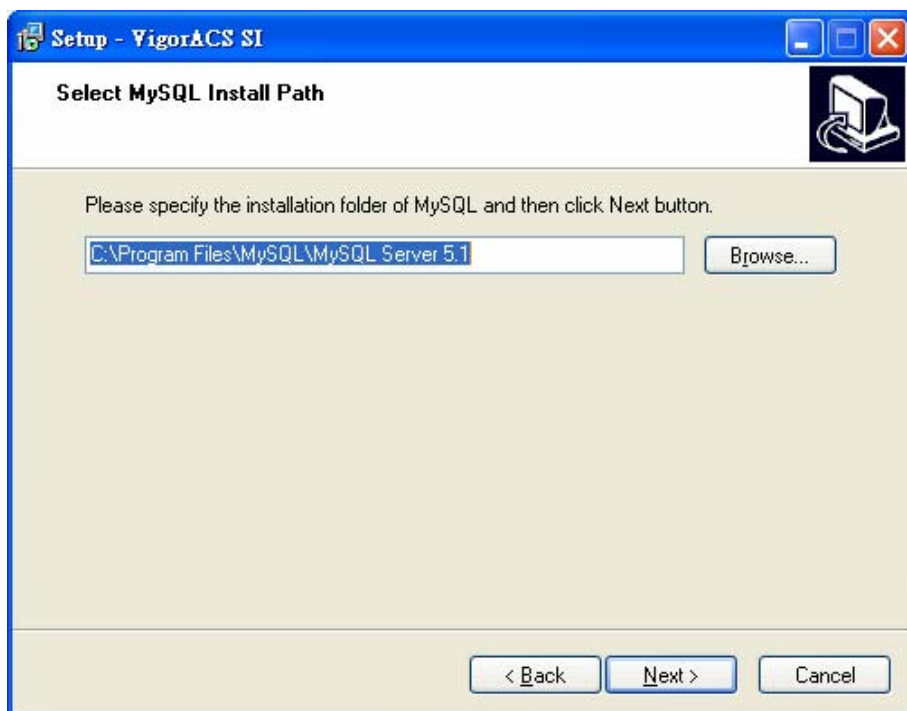 Setup - VigorACS SI
Select MySQL Install Path
Please specify the installation folder of MySQL and then click Next button.
C:\Program Files\MySQL\MySQL Server 5.1
Browse...
< Back
Next >
Cancel